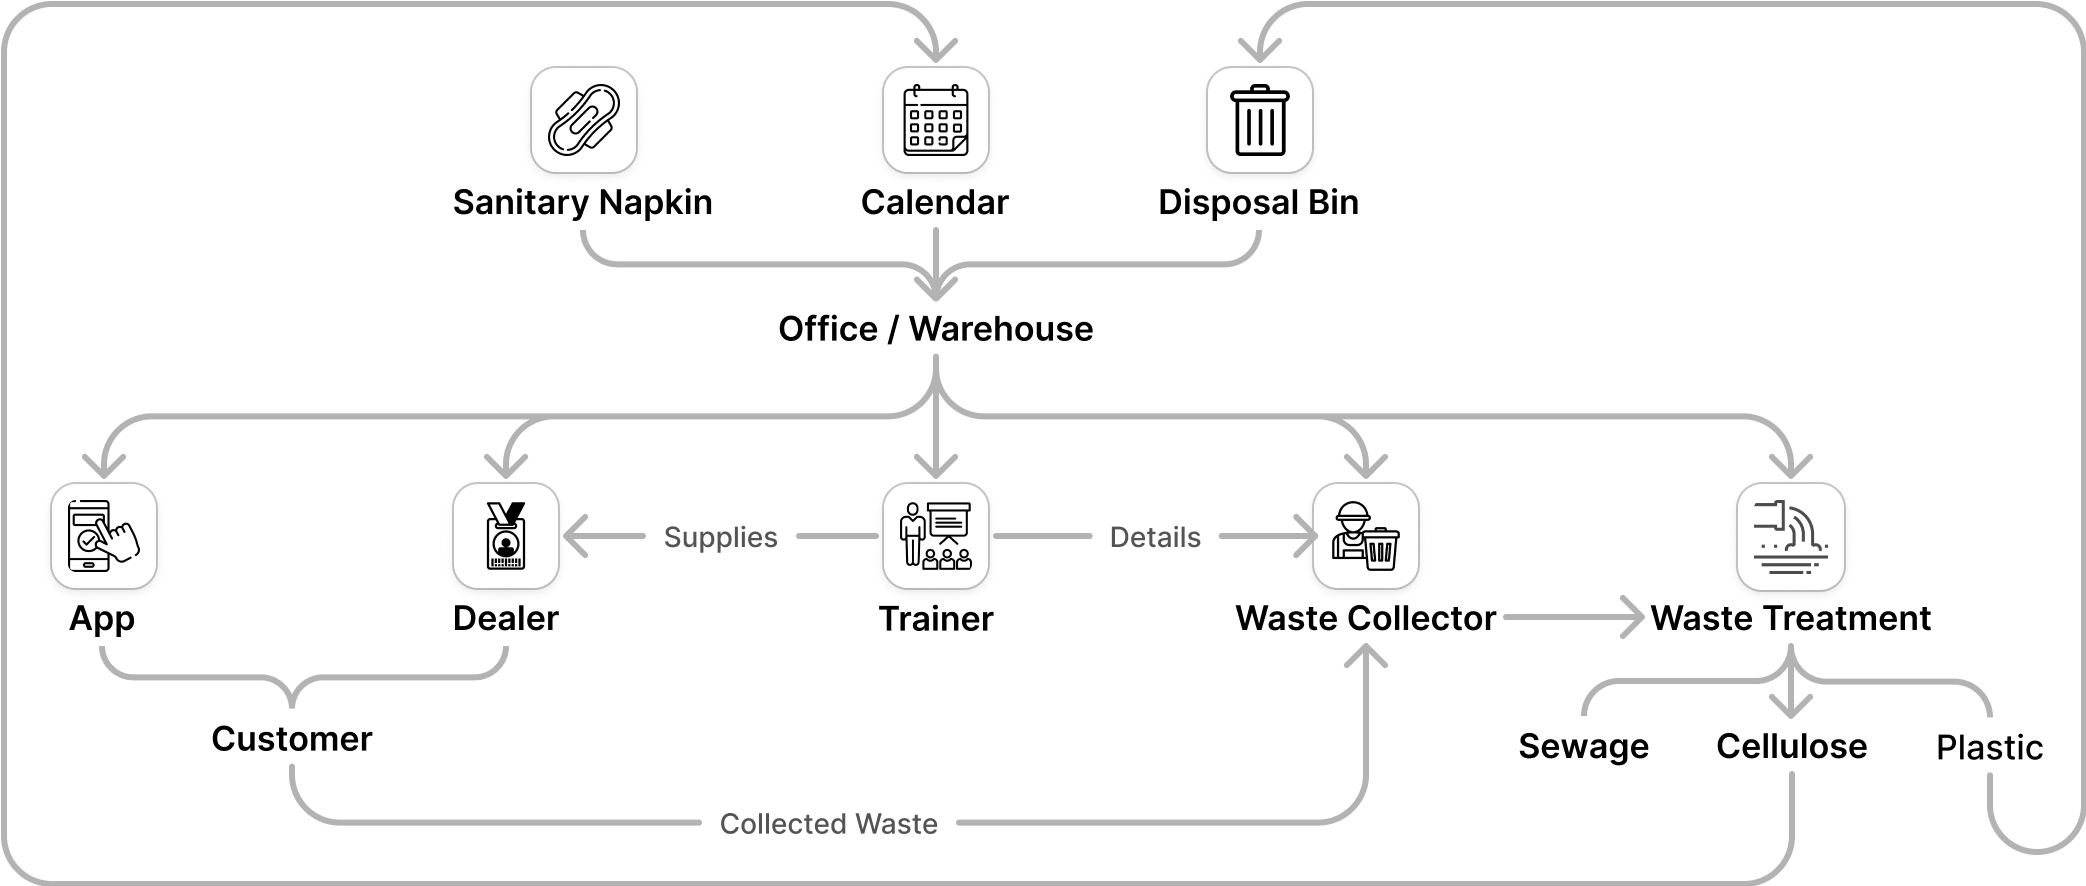 Sanitary Napkin
Calendar
Disposal Bin
Office / Warehouse
Supplies
Details
App
Dealer
Trainer
Waste Collector
Waste Treatment
Customer
Sewage
Cellulose
Plastic
Collected Waste